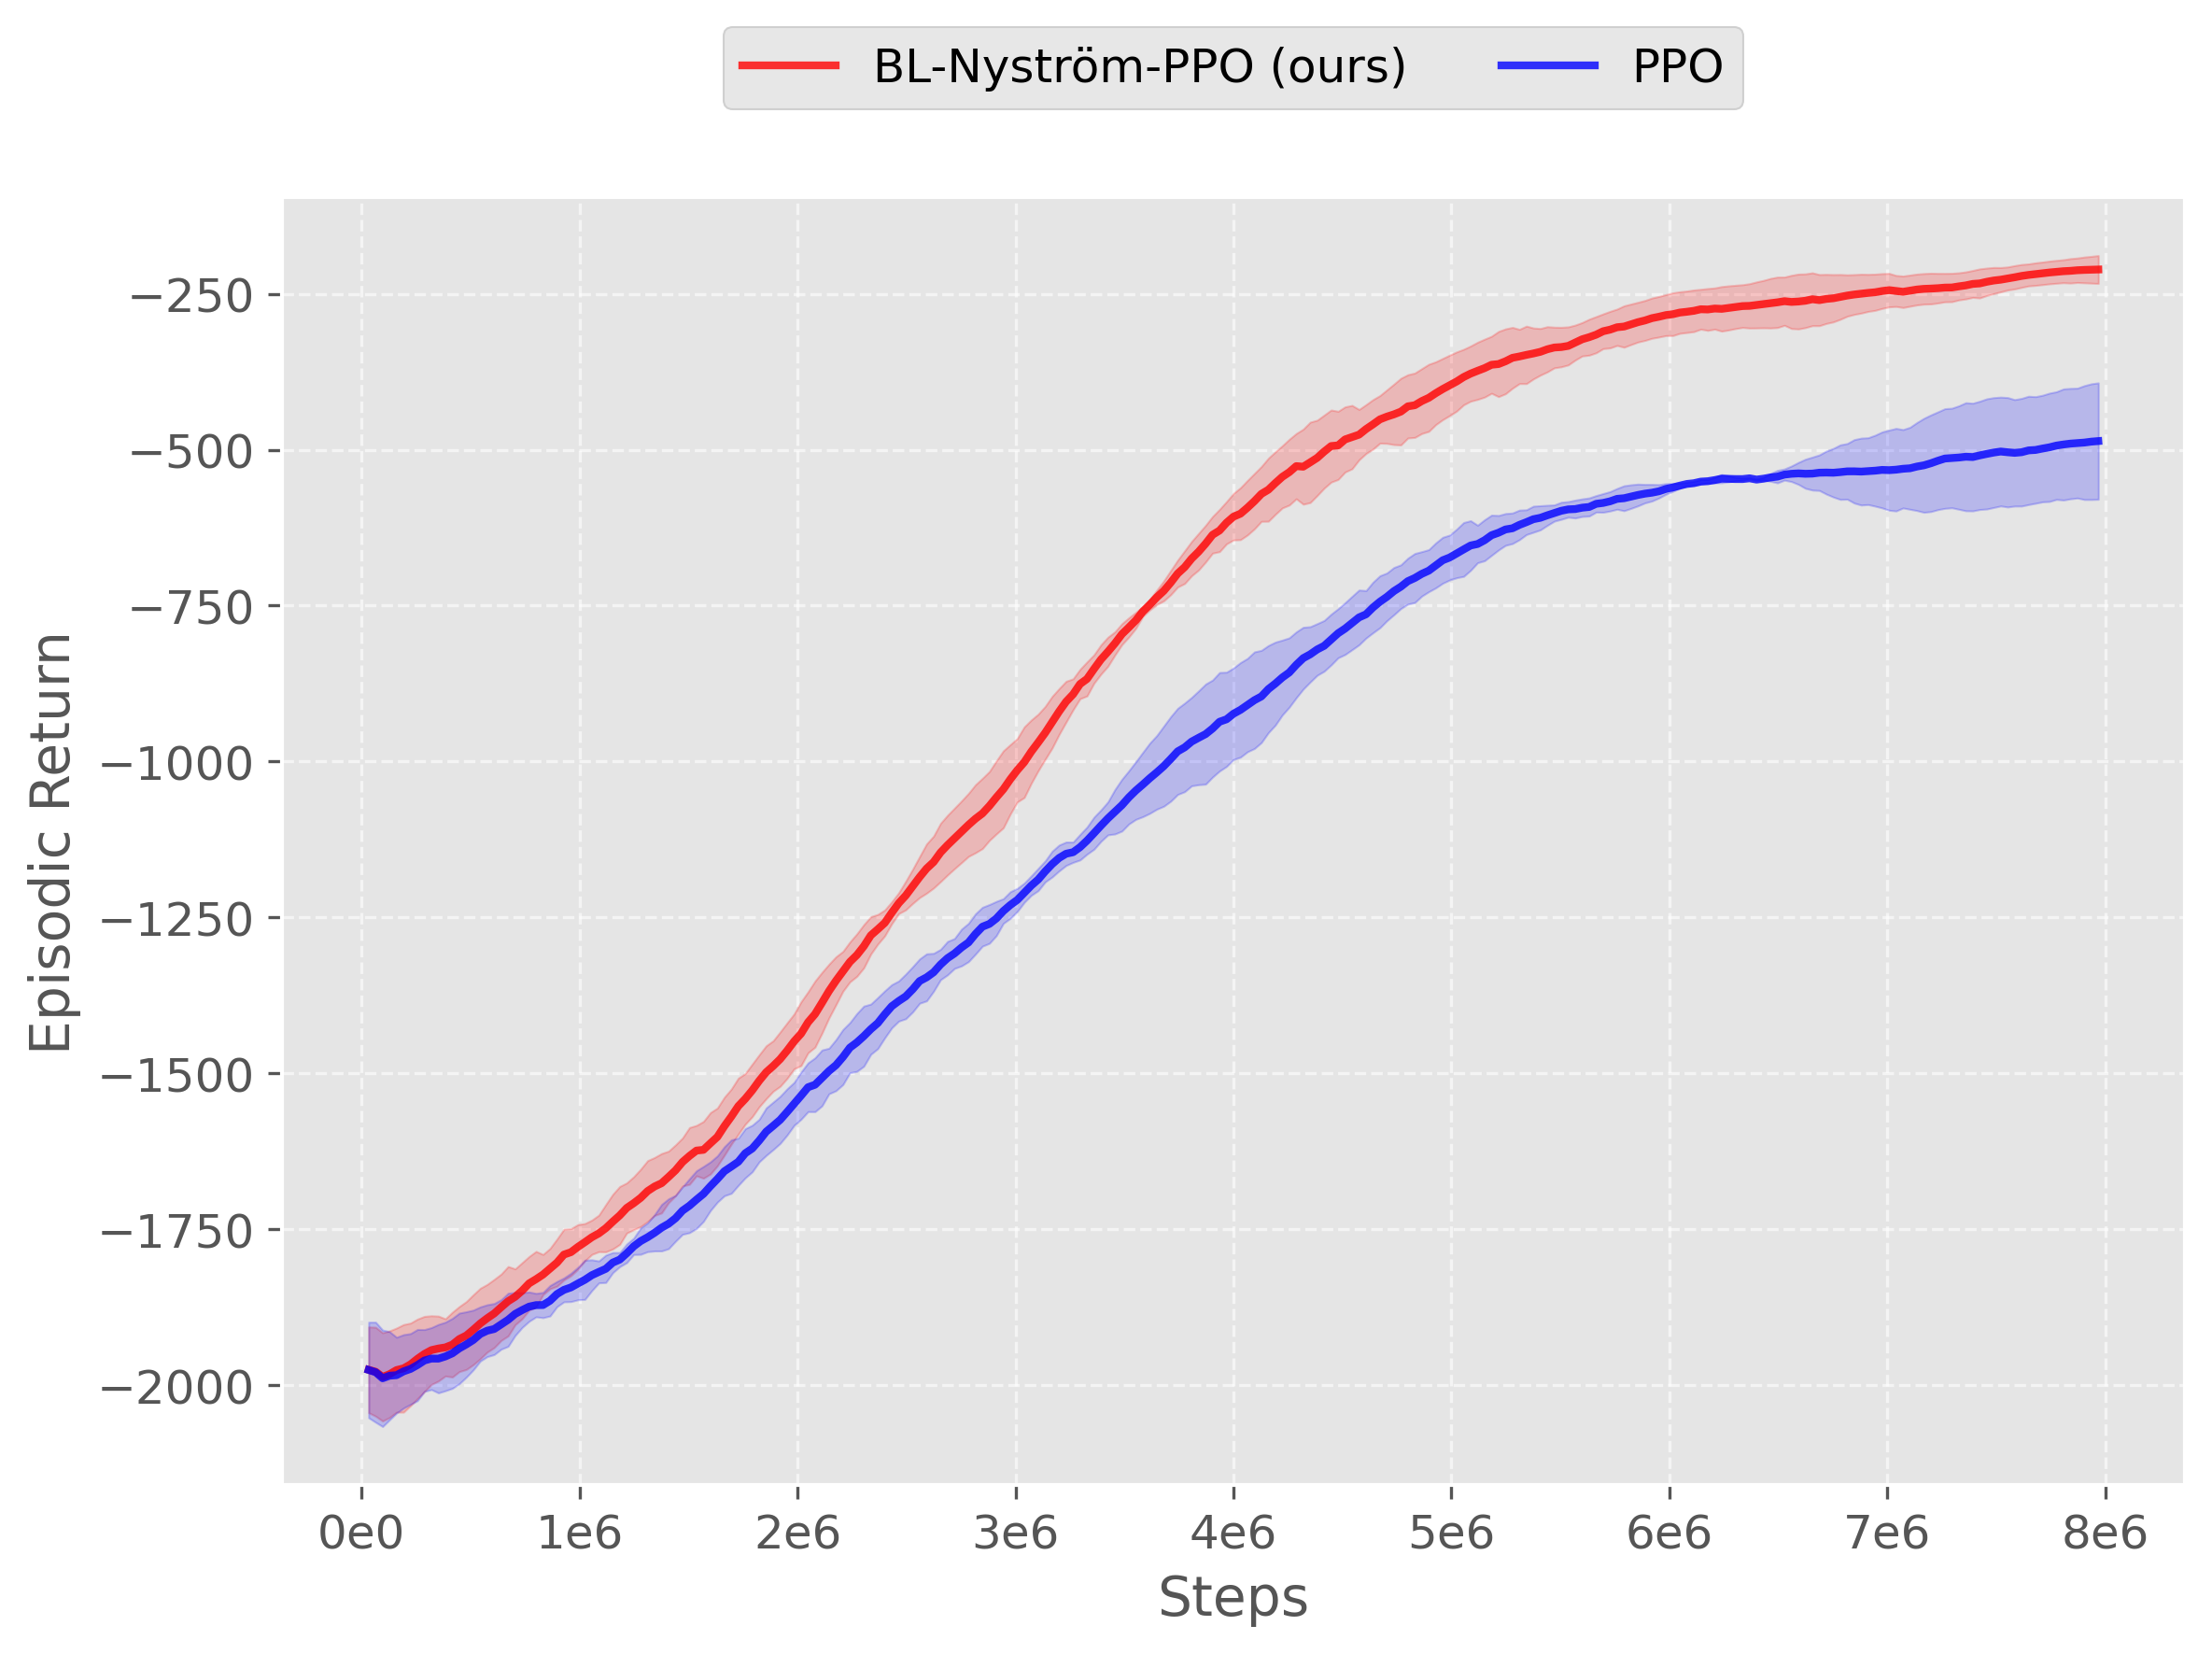 BL-Nyström-PPO (ours) PPO
−250
−500
−750
−1000
−1250
−1500
−1750
−2000
Episodic Return
0e0 1e6 2e6 3e6 4e6 5e6 6e6 7e6 8e6
Steps